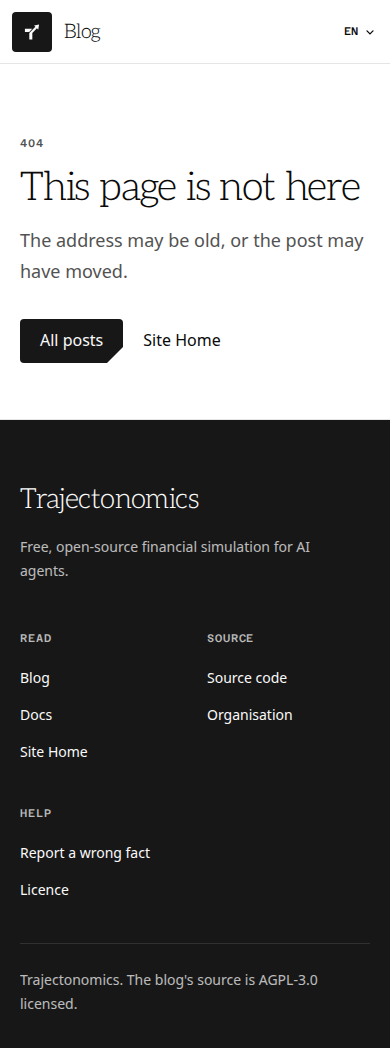 Blog
EN
404
This page is not here
The address may be old, or the post may
have moved.
All posts
Site Home
Trajectonomics
Free, open-source financial simulation for AI
agents.
READ
Blog
Docs
Site Home
SOURCE
Source code
Organisation
HELP
Report a wrong fact
Licence
Trajectonomics. The blog's source is AGPL-3.0
licensed.